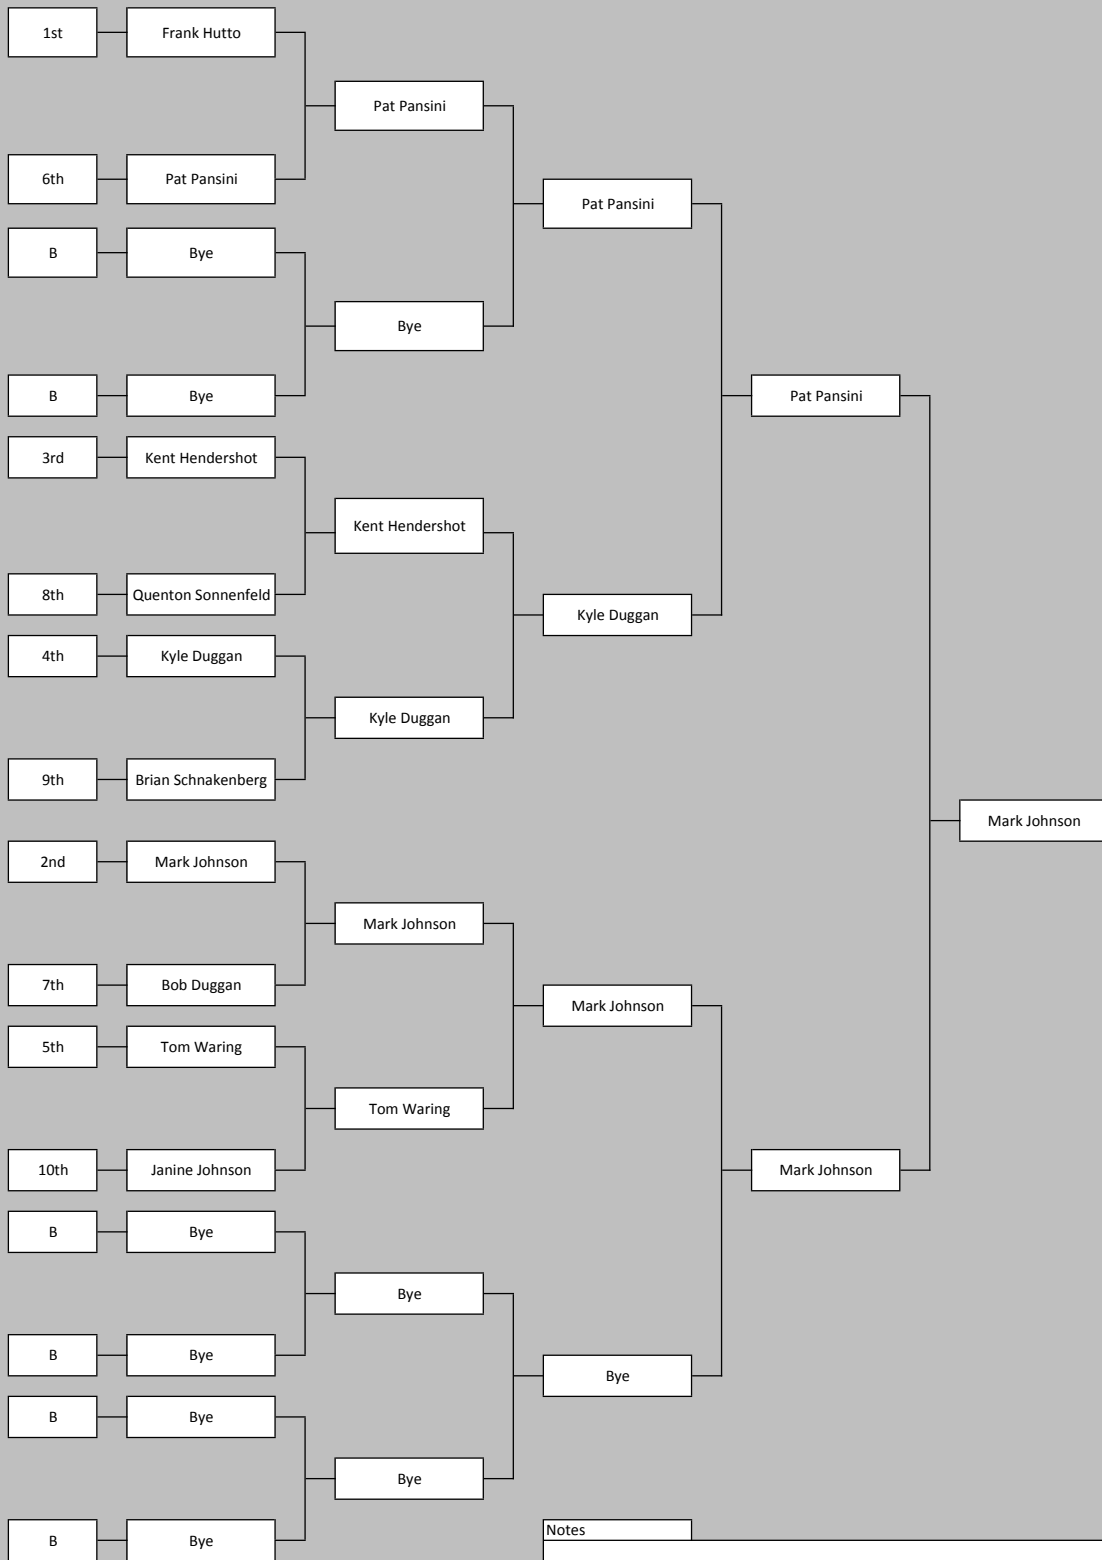 1st
Frank Hutto
Pat Pansini
6th
Pat Pansini
Pat Pansini
B
Bye
Bye
B
Bye
Pat Pansini
3rd
Kent Hendershot
Kent Hendershot
8th
Quenton Sonnenfeld
Kyle Duggan
4th
Kyle Duggan
Kyle Duggan
9th
Brian Schnakenberg
Mark Johnson
2nd
Mark Johnson
Mark Johnson
7th
Bob Duggan
Mark Johnson
5th
Tom Waring
Tom Waring
10th
Janine Johnson
Mark Johnson
B
Bye
Bye
B
Bye
Bye
B
Bye
Bye
B
Bye
Notes